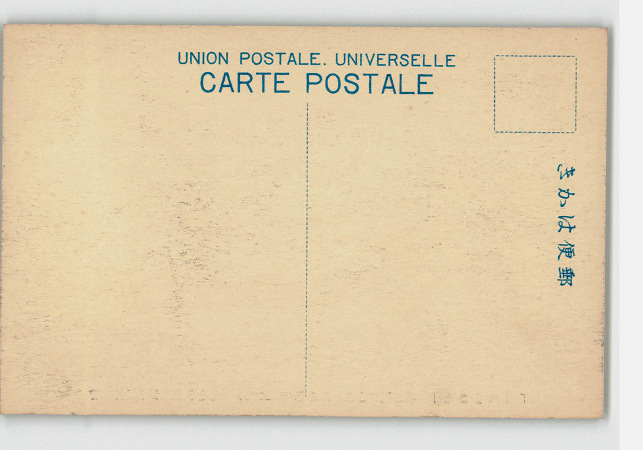 UNION POSTALE. UNIVERSELLE
CARTE POSTALE
きかは便郵